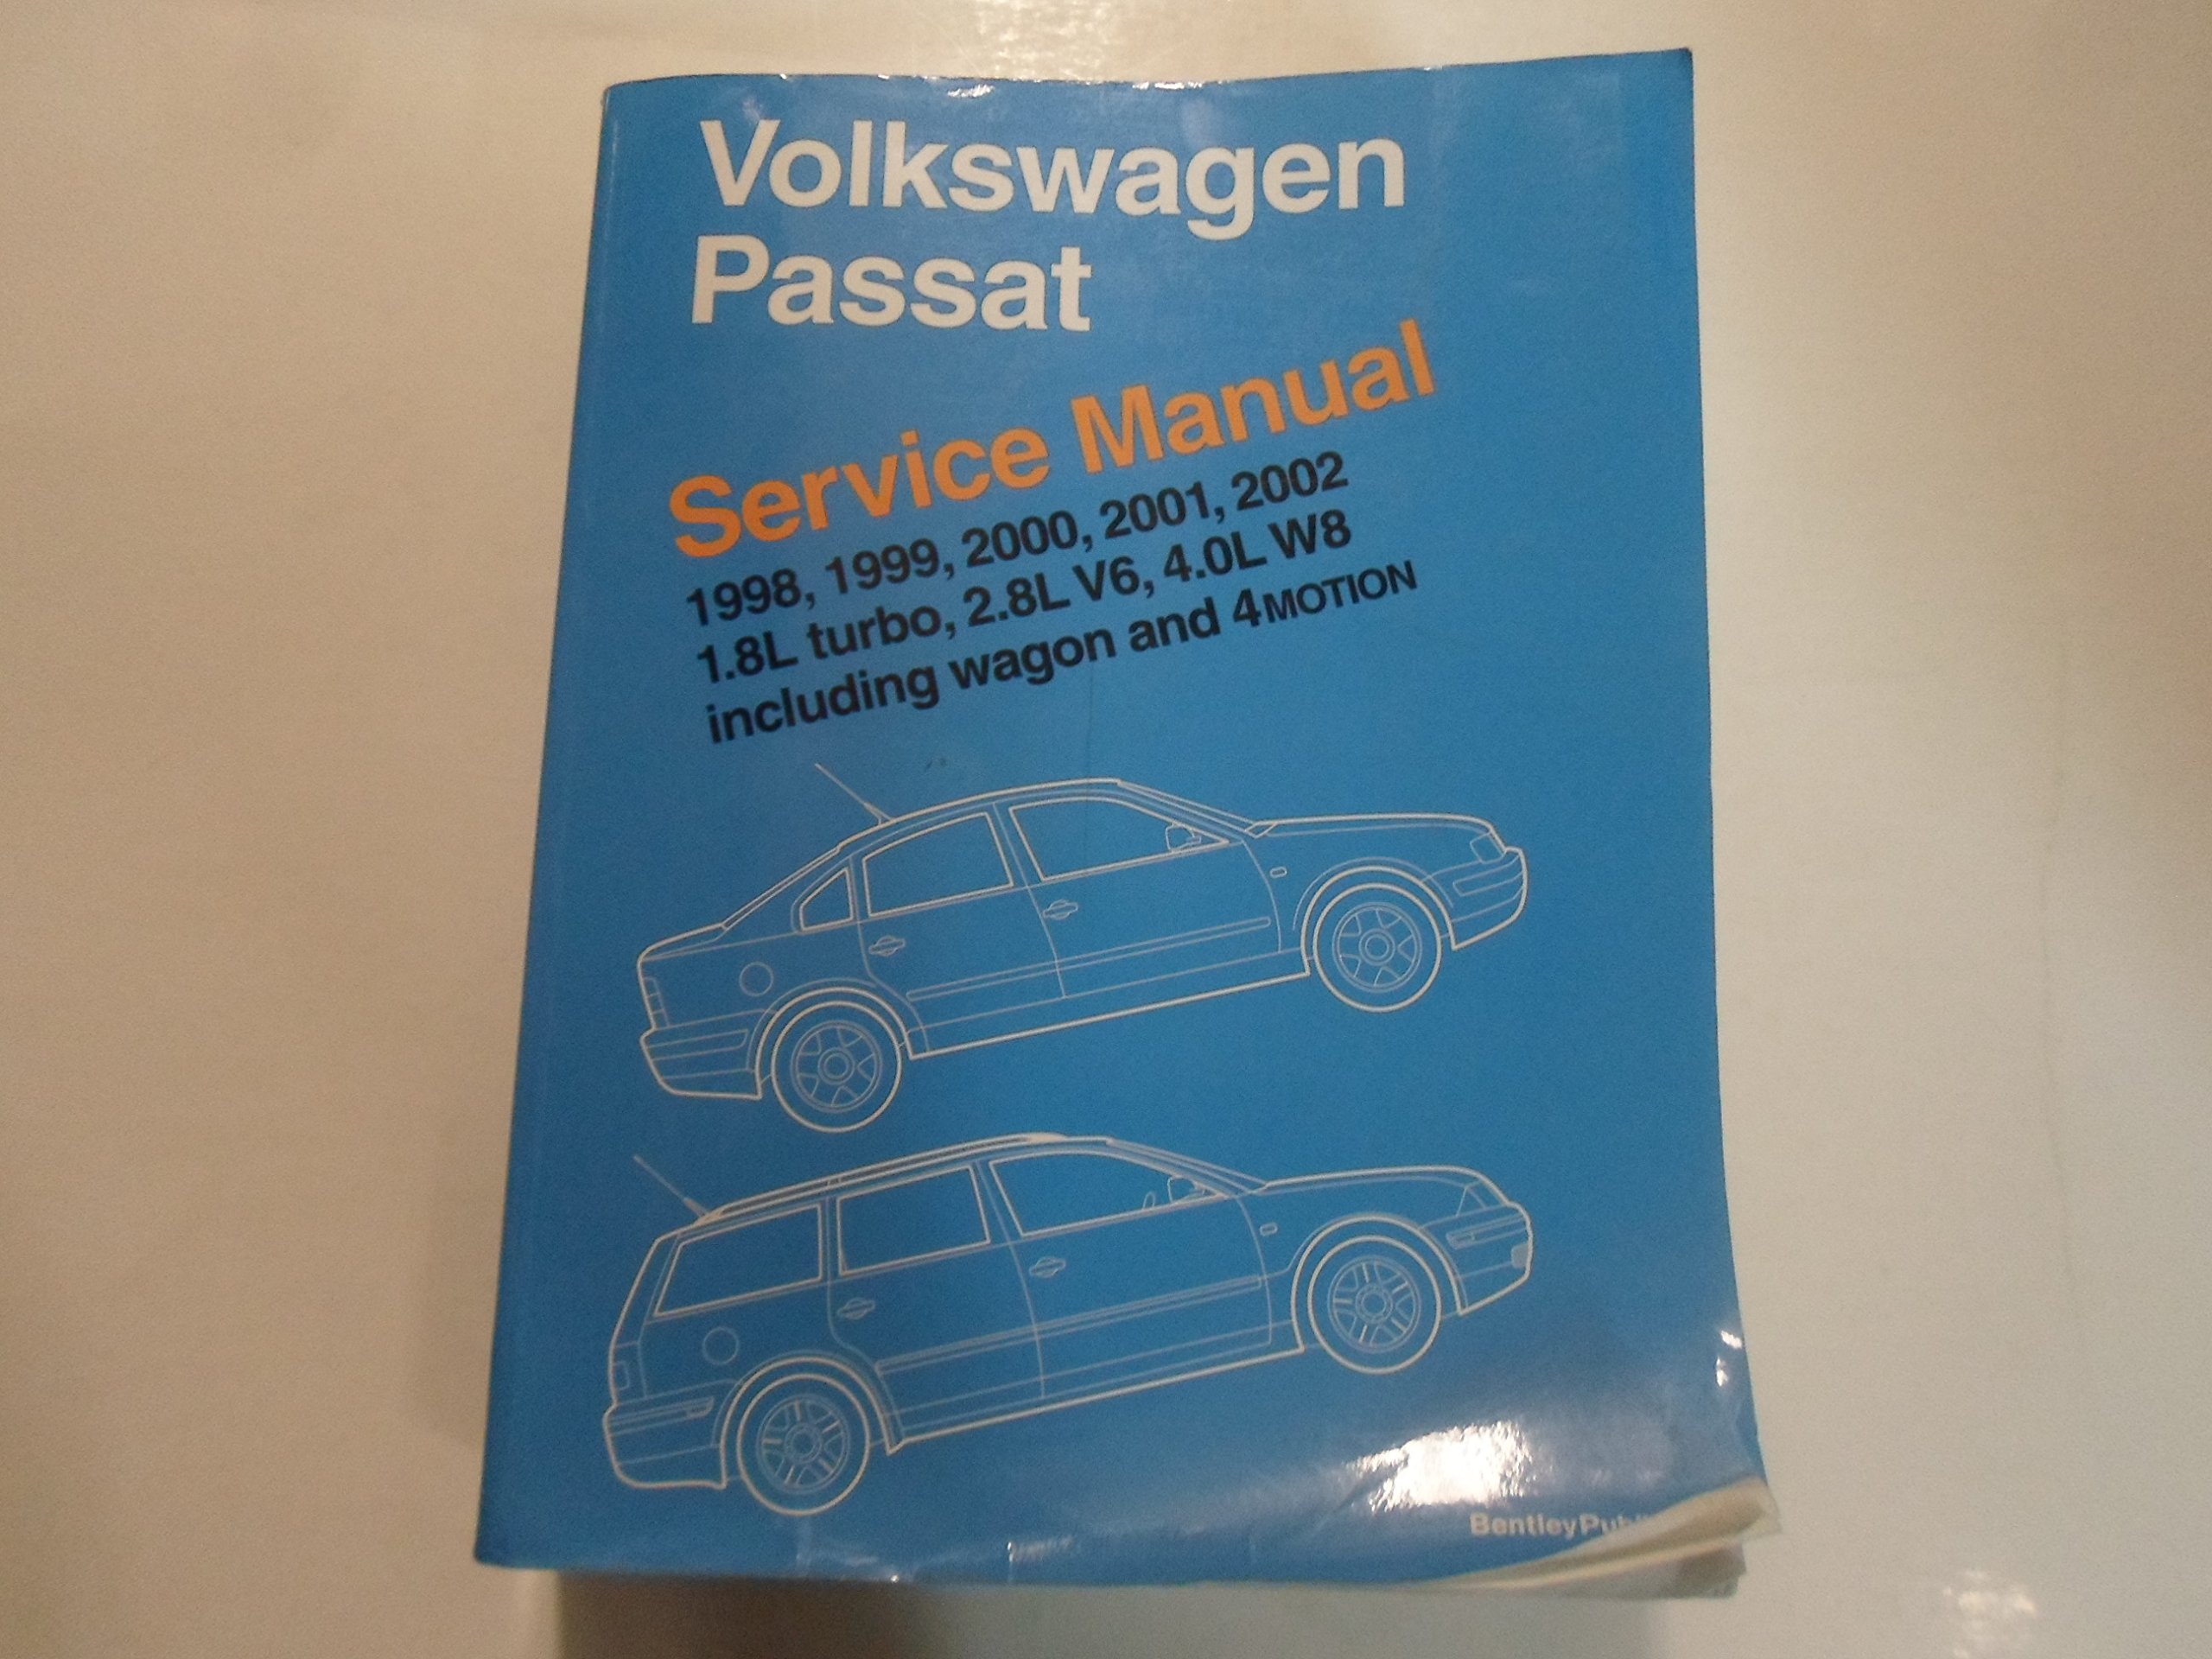 Volkswagen
Passat
Service Manual
1998, 1999, 2000, 2001, 2002
1.8L turbo, 2.8L V6, 4.0L W8
including wagon and 4MOTION
Bentley